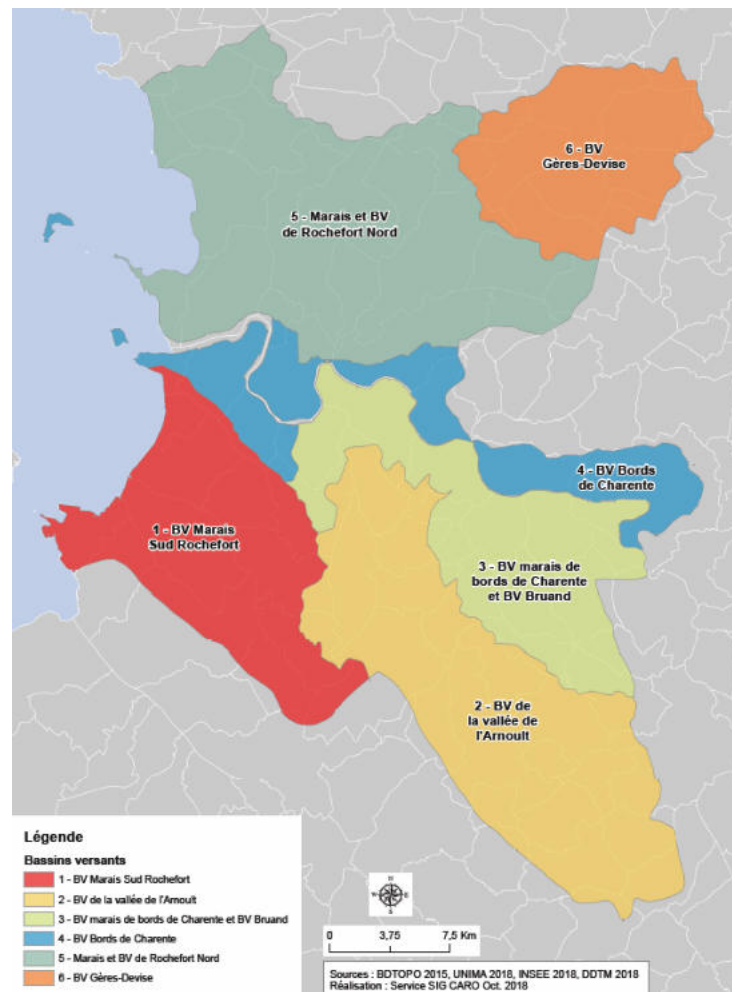 6 - BV
Gères-Devise
5 - Marais et BV
de Rochefort Nord
4 - BV Bords
de Charente
1 - BV Marais
Sud Rochefort
3 - BV marais de
bords de Charente
et BV Bruand
2 - BV de
la vallée de
l'Arnoult
Légende
Bassins versants
1 - BV Marais Sud Rochefort
2 - BV de la vallée de l'Arnoult
3 - BV marais de bords de Charente et BV Bruand
4 - BV Bords de Charente
5 - Marais et BV de Rochefort Nord
6 - BV Gères-Devise
N
W E
S
0 3,75 7,5 Km
Sources : BDTOPO 2015, UNIMA 2018, INSEE 2018, DDTM 2018
Réalisation : Service SIG CARO Oct. 2018